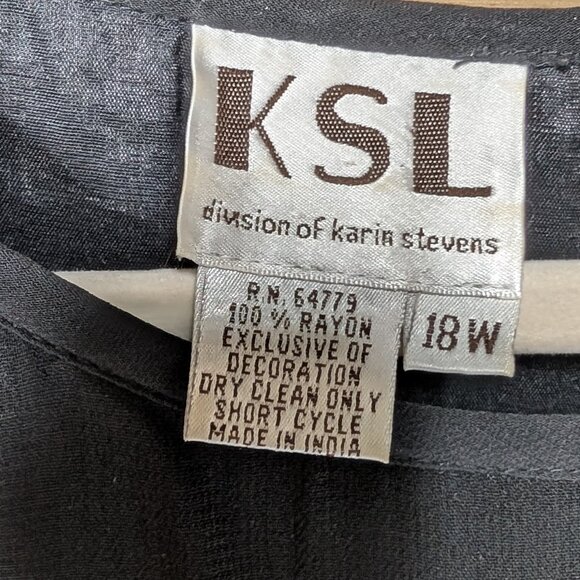 KSL
division of karin stevens
R.N. 64779
100 % RAYON
EXCLUSIVE OF
DECORATION
DRY CLEAN ONLY
SHORT CYCLE
MADE IN INDIA
18W